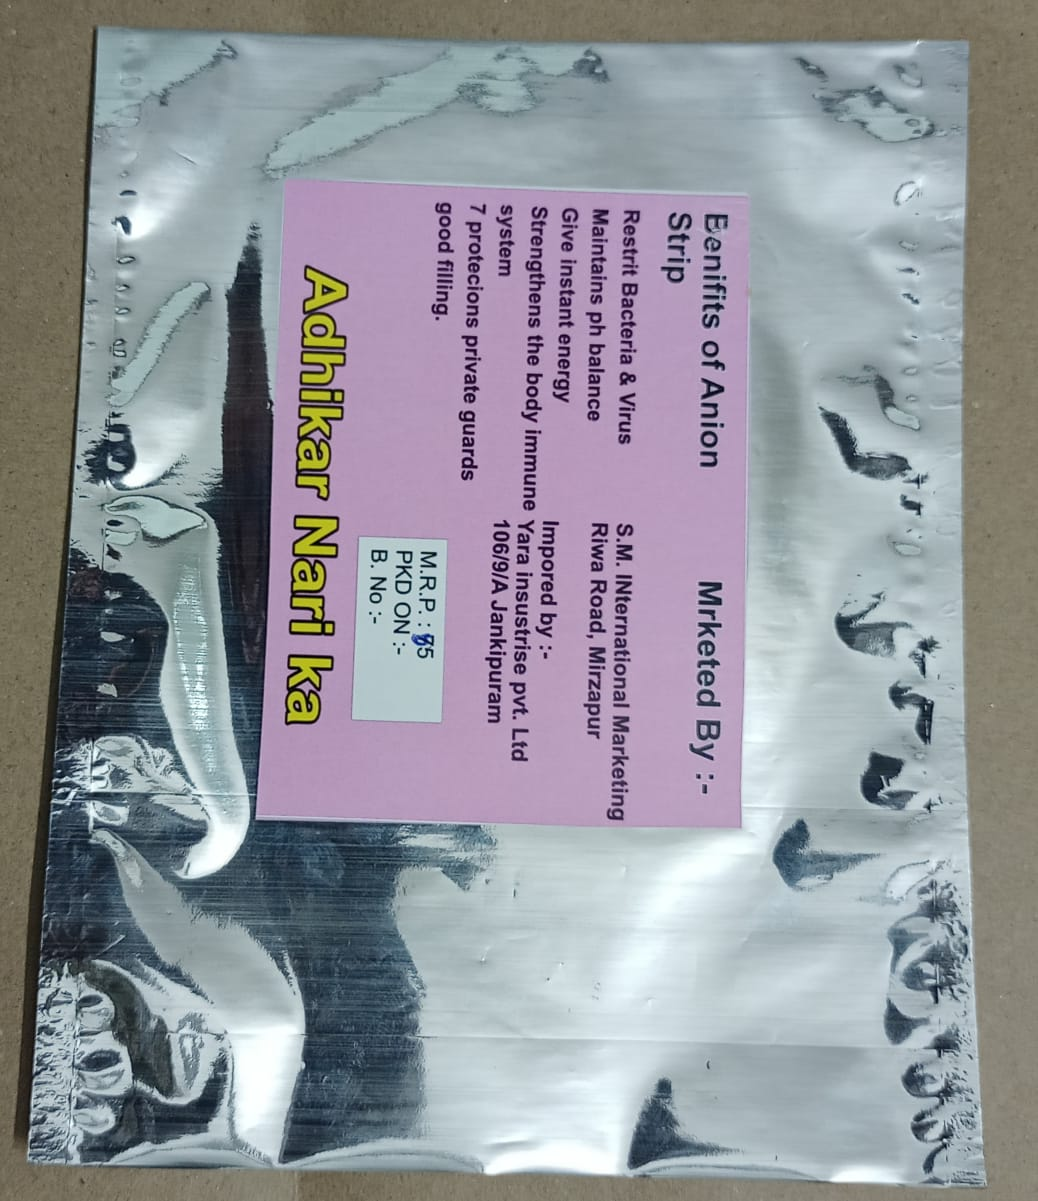 Benifits of Anion
Strip
Restrit Bacteria & Virus
Maintains ph balance
Give instant energy
Strengthens the body immune
system
7 protecions private guards
good filling.
Mrketed By :-
S.M. INternational Marketing
Riwa Road, Mirzapur
Impored by :-
Yara insustrise pvt. Ltd
106/9/A Jankipuram
M.R.P. :
PKD ON :-
B. No :-
Adhikar Nari ka